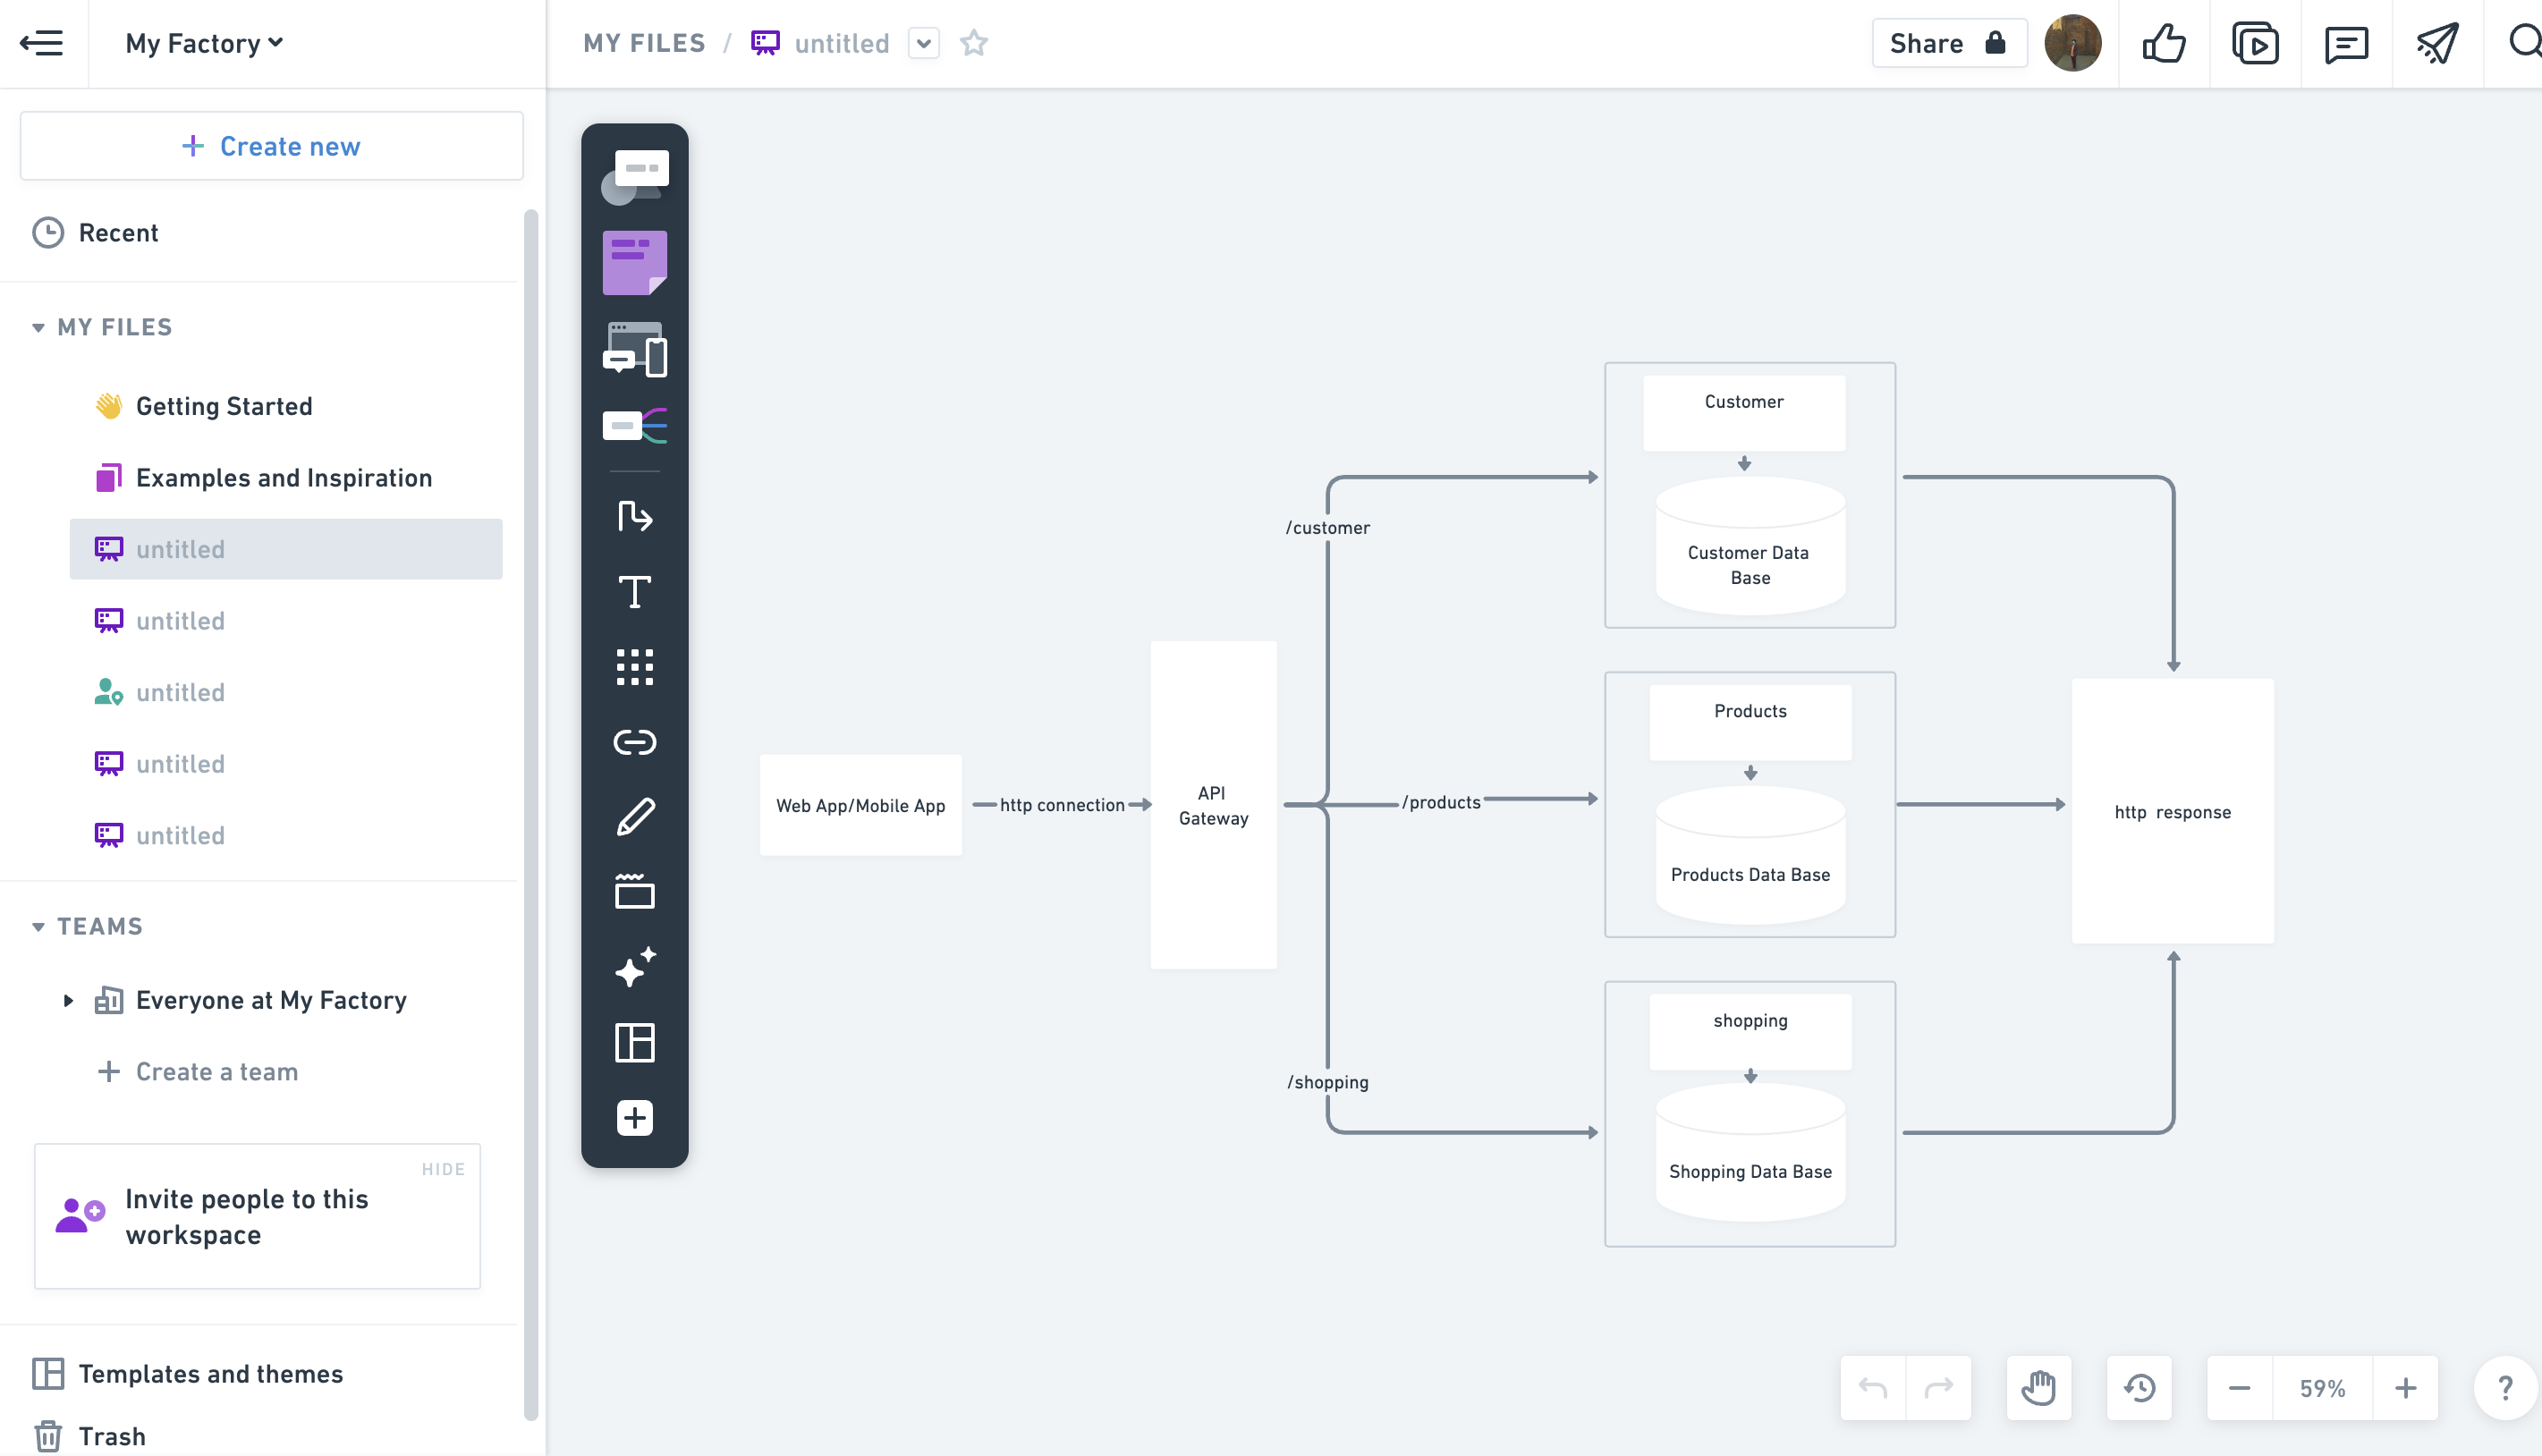 My Factory
MY FILES / untitled
Share
Create new
Recent
MY FILES
Getting Started
Examples and Inspiration
untitled
untitled
untitled
untitled
untitled
TEAMS
Everyone at My Factory
Create a team
HIDE
Invite people to this
workspace
Templates and themes
Trash
Web App/Mobile App
http connection
API
Gateway
/customer
/products
/shopping
Customer
Customer Data
Base
Products
Products Data Base
shopping
Shopping Data Base
http response
59%
?